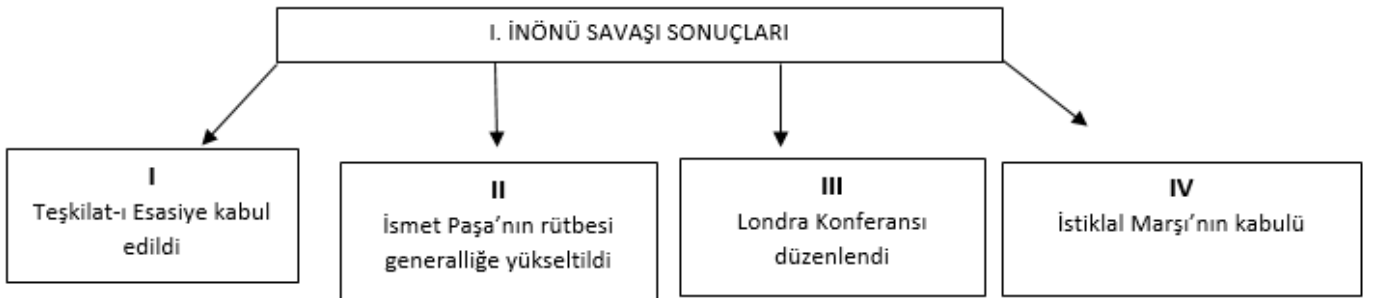 I. İNÖNÜ SAVAŞI SONUÇLARI
I
Teşkilat-ı Esasiye kabul
edildi
II
İsmet Paşa’nın rütbesi
generalliğe yükseltildi
III
Londra Konferansı
düzenlendi
IV
İstiklal Marşı’nın kabulü